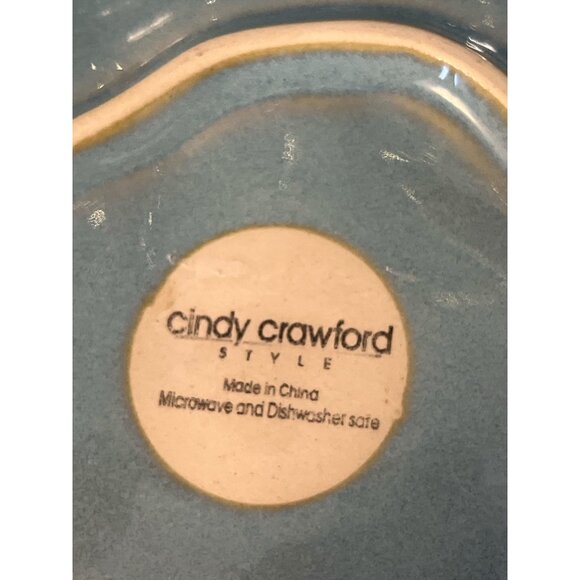 cindy crawford
STYLE
Made in China
Microwave and Dishwasher safe